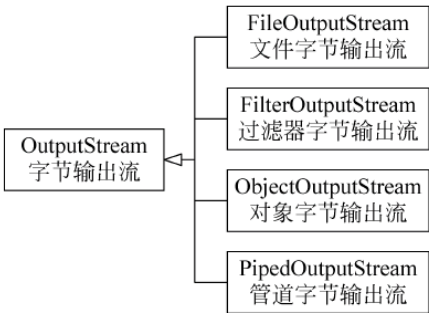 FileOutputStream
文件字节输出流
FilterOutputStream
过滤器字节输出流
OutputStream
字节输出流
ObjectOutputStream
对象字节输出流
PipedOutputStream
管道字节输出流